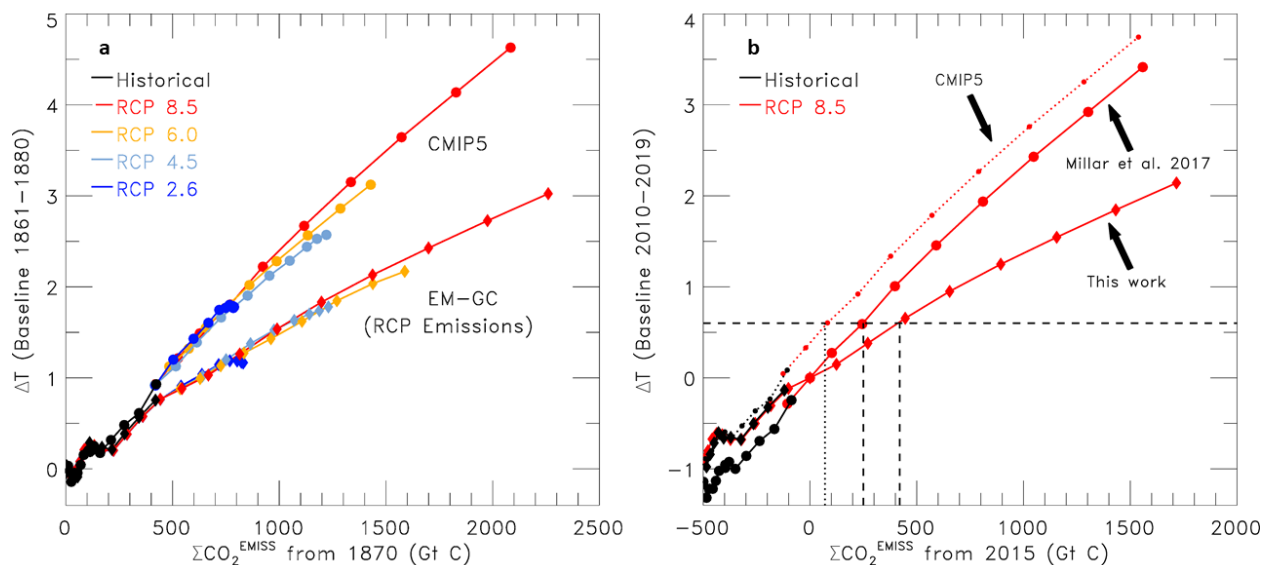 a
Historical
RCP 8.5
RCP 6.0
RCP 4.5
RCP 2.6
CMIP5
EM-GC
(RCP Emissions)
5
4
3
2
1
0
ΔT (Baseline 1861-1880)
0 500 1000 1500 2000 2500
ΣCO₂ᴱᴹᴵˢˢ from 1870 (Gt C)
b
Historical
RCP 8.5
CMIP5
Millar et al. 2017
This work
4
3
2
1
0
-1
ΔT (Baseline 2010-2019)
-500 0 500 1000 1500 2000
ΣCO₂ᴱᴹᴵˢˢ from 2015 (Gt C)